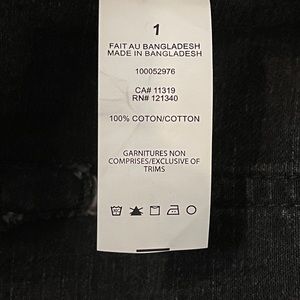 1
FAIT AU BANGLADESH
MADE IN BANGLADESH
100052976
CA# 11319
RN# 121340
100% COTON/COTTON
GARNITURES NON
COMPRISES/EXCLUSIVE OF
TRIMS